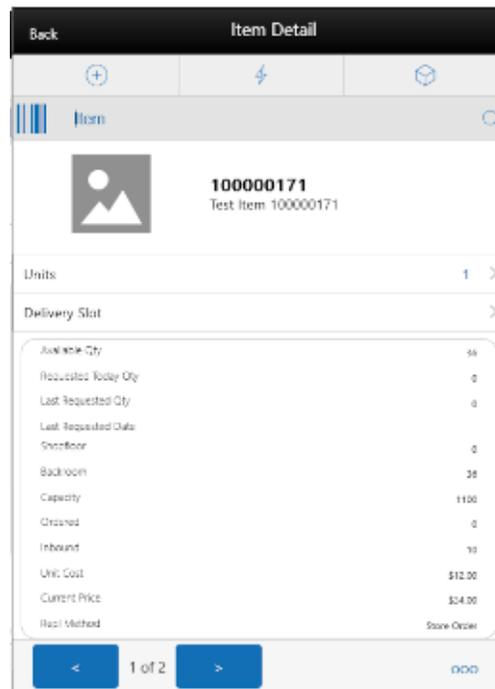 Back Item Detail
Item
100000171
Test Item 100000171
Units 1 >
Delivery Slot >
Available Qty 36
Requested Today Qty 0
Last Requested Qty 0
Last Requested Date
Shopfloor 0
Backroom 36
Capacity 1100
Ordered 0
Inbound 10
Unit Cost $12.00
Current Price $34.00
Repl Method Store Order
< 1 of 2 >